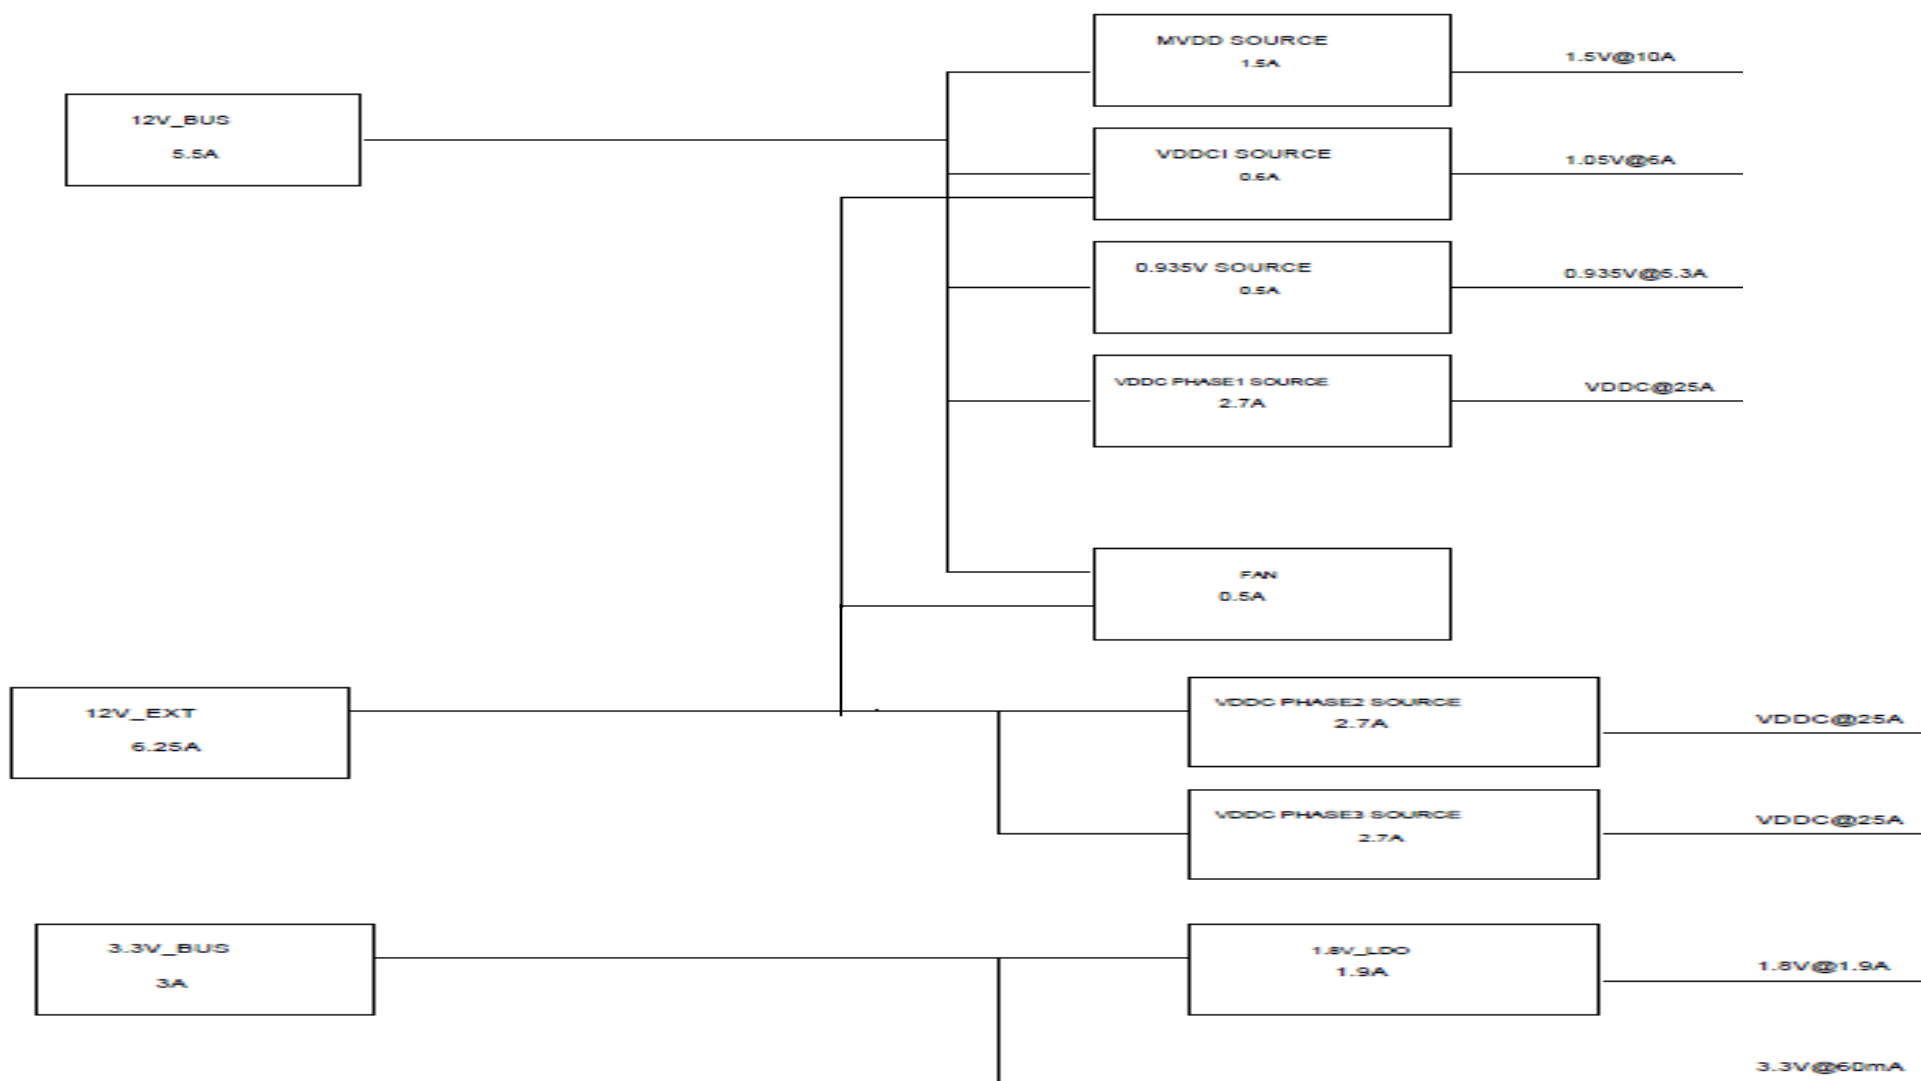 MVDD SOURCE
1.5A
1.5V@10A
12V_BUS
5.5A
VDDCI SOURCE
0.6A
1.05V@6A
0.935V SOURCE
0.5A
0.935V@5.3A
VDDC PHASE1 SOURCE
2.7A
VDDC@25A
FAN
0.5A
12V_EXT
6.25A
VDDC PHASE2 SOURCE
2.7A
VDDC@25A
VDDC PHASE3 SOURCE
2.7A
VDDC@25A
3.3V_BUS
3A
1.8V_LDO
1.9A
1.8V@1.9A
3.3V@60mA